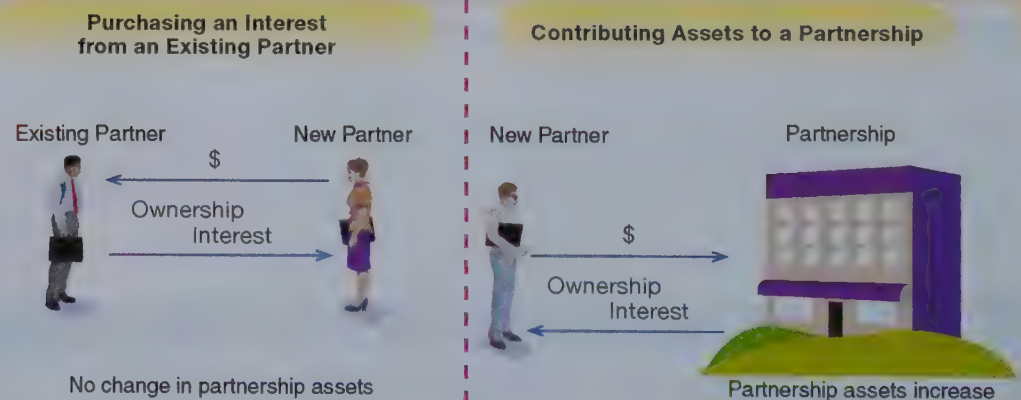 Purchasing an Interest
from an Existing Partner
Existing Partner
New Partner
$
Ownership
Interest
No change in partnership assets
Contributing Assets to a Partnership
New Partner
Partnership
$
Ownership
Interest
Partnership assets increase